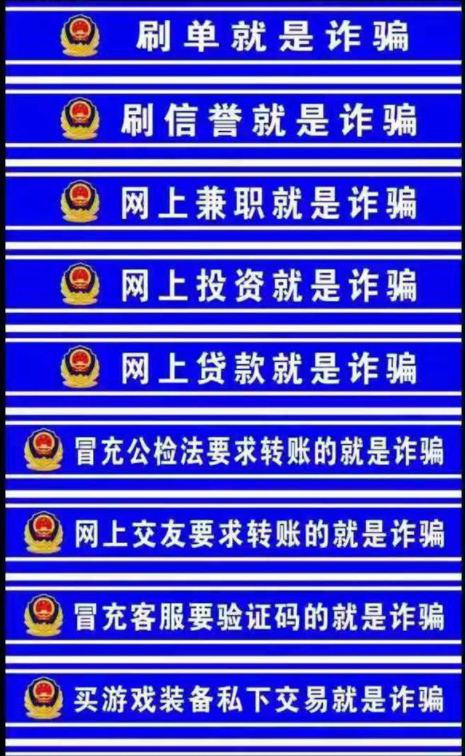 刷单就是诈骗
刷信誉就是诈骗
网上兼职就是诈骗
网上投资就是诈骗
网上贷款就是诈骗
冒充公检法要求转账的就是诈骗
网上交友要求转账的就是诈骗
冒充客服要验证码的就是诈骗
买游戏装备私下交易就是诈骗